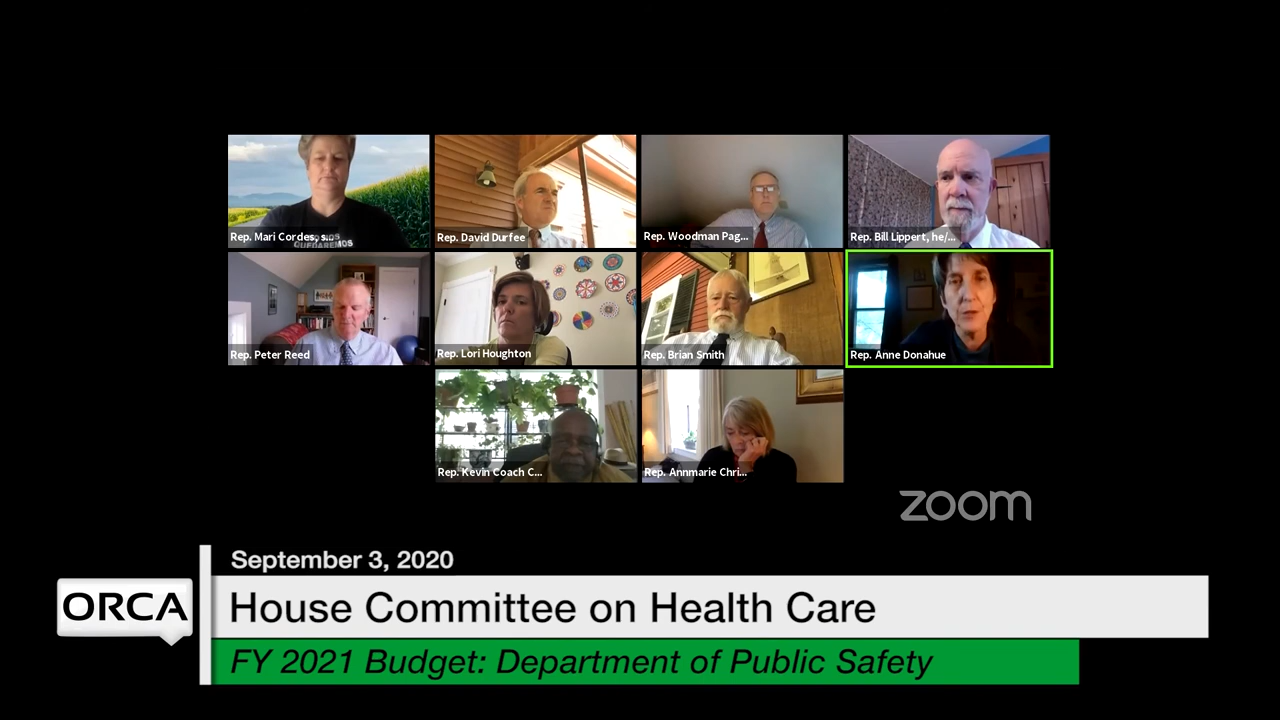 Rep. Mari Cordes, s...
QUEDAREMOS
Rep. David Durfee
Rep. Woodman Pag...
Rep. Bill Lippert, he/...
Rep. Peter Reed
Rep. Lori Houghton
Rep. Brian Smith
Rep. Anne Donahue
Rep. Kevin Coach C...
Rep. Annmarie Chri...
zoom
September 3, 2020
ORCA
House Committee on Health Care
FY 2021 Budget: Department of Public Safety